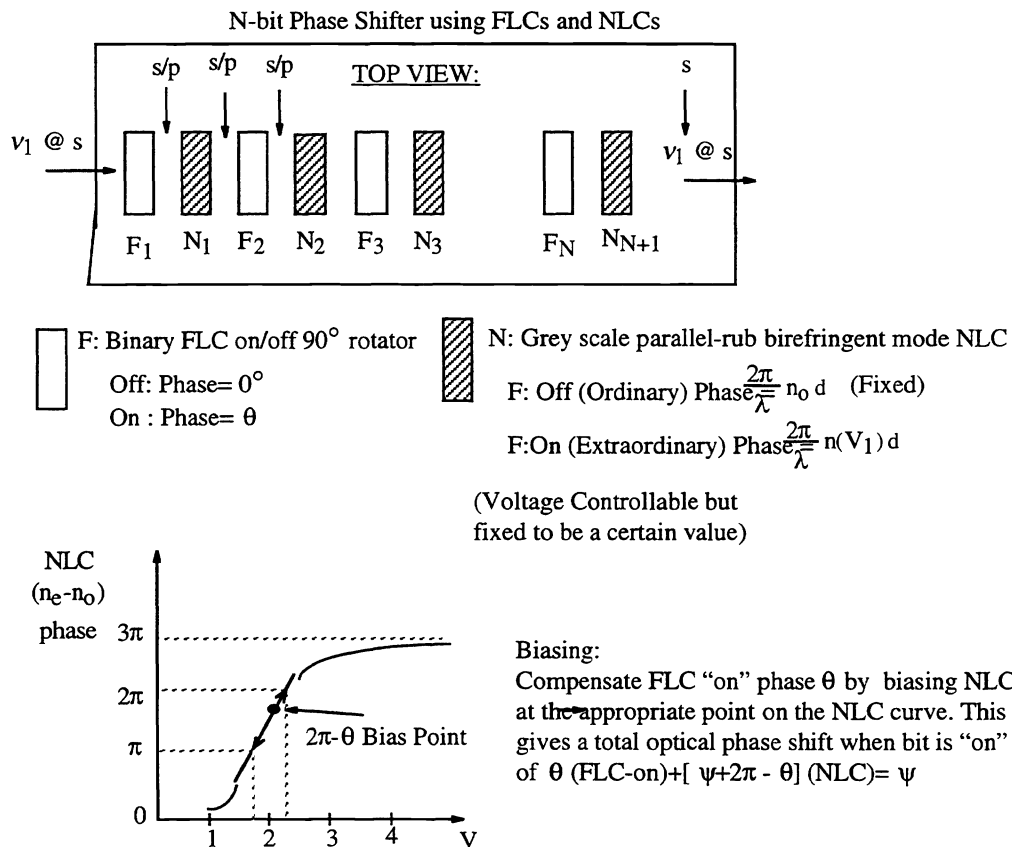 N-bit Phase Shifter using FLCs and NLCs
s/p s/p s/p TOP VIEW: s
ν1 @ s ν1 @ s
F1 N1 F2 N2 F3 N3 FN NN+1
F: Binary FLC on/off 90° rotator
Off: Phase= 0°
On : Phase= θ
N: Grey scale parallel-rub birefringent mode NLC
F: Off (Ordinary) Phase = 2π/λ no d (Fixed)
F:On (Extraordinary) Phase = 2π/λ n(V1) d
(Voltage Controllable but
fixed to be a certain value)
NLC
(ne-no)
phase
3π
2π
π
0
2π-θ Bias Point
1 2 3 4 V
Biasing:
Compensate FLC “on” phase θ by biasing NLC
at the appropriate point on the NLC curve. This
gives a total optical phase shift when bit is “on”
of θ (FLC-on)+[ ψ+2π - θ] (NLC)= ψ